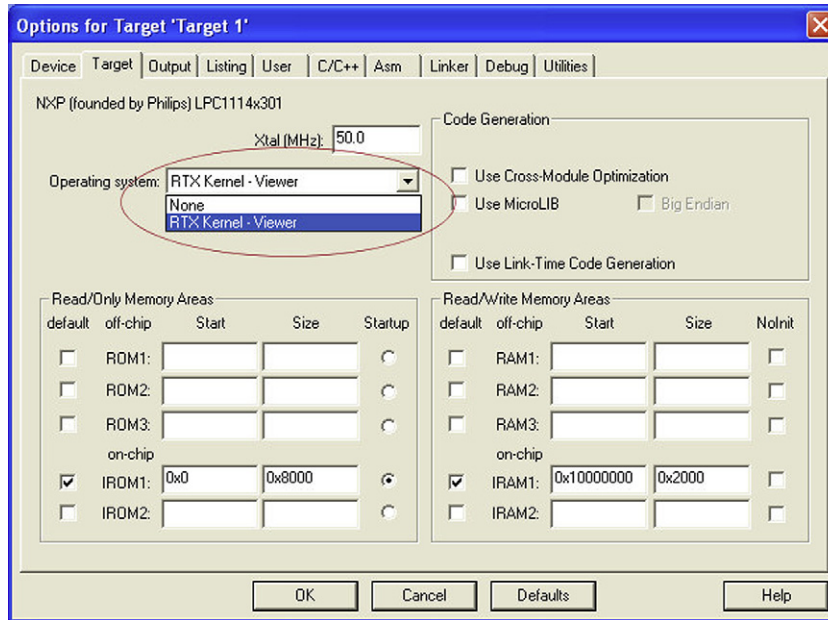 Options for Target 'Target 1'
Device Target Output Listing User C/C++ Asm Linker Debug Utilities
NXP (founded by Philips) LPC1114x301
Xtal (MHz): 50.0
Operating system: RTX Kernel - Viewer
None
RTX Kernel - Viewer
Code Generation
Use Cross-Module Optimization
Use MicroLIB Big Endian
Use Link-Time Code Generation
Read/Only Memory Areas
default off-chip Start Size Startup
ROM1:
ROM2:
ROM3:
on-chip
IROM1: 0x0 0x8000
IROM2:
Read/Write Memory Areas
default off-chip Start Size NoInit
RAM1:
RAM2:
RAM3:
on-chip
IRAM1: 0x10000000 0x2000
IRAM2:
OK Cancel Defaults Help